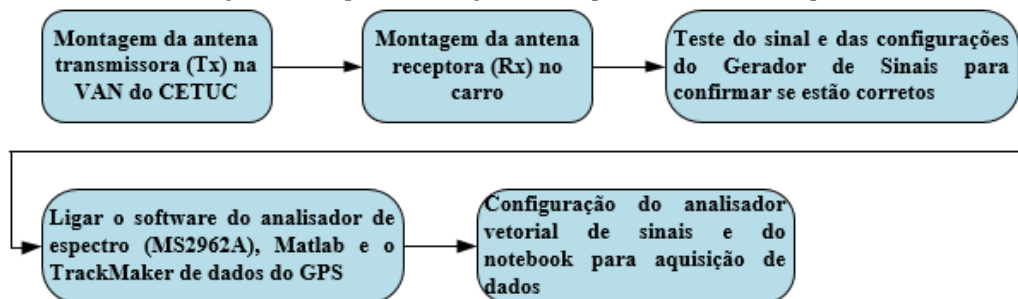 Montagem da antena
transmissora (Tx) na
VAN do CETUC
Montagem da antena
receptora (Rx) no
carro
Teste do sinal e das configurações
do Gerador de Sinais para
confirmar se estão corretos
Ligar o software do analisador de
espectro (MS2962A), Matlab e o
TrackMaker de dados do GPS
Configuração do analisador
vetorial de sinais e do
notebook para aquisição de
dados